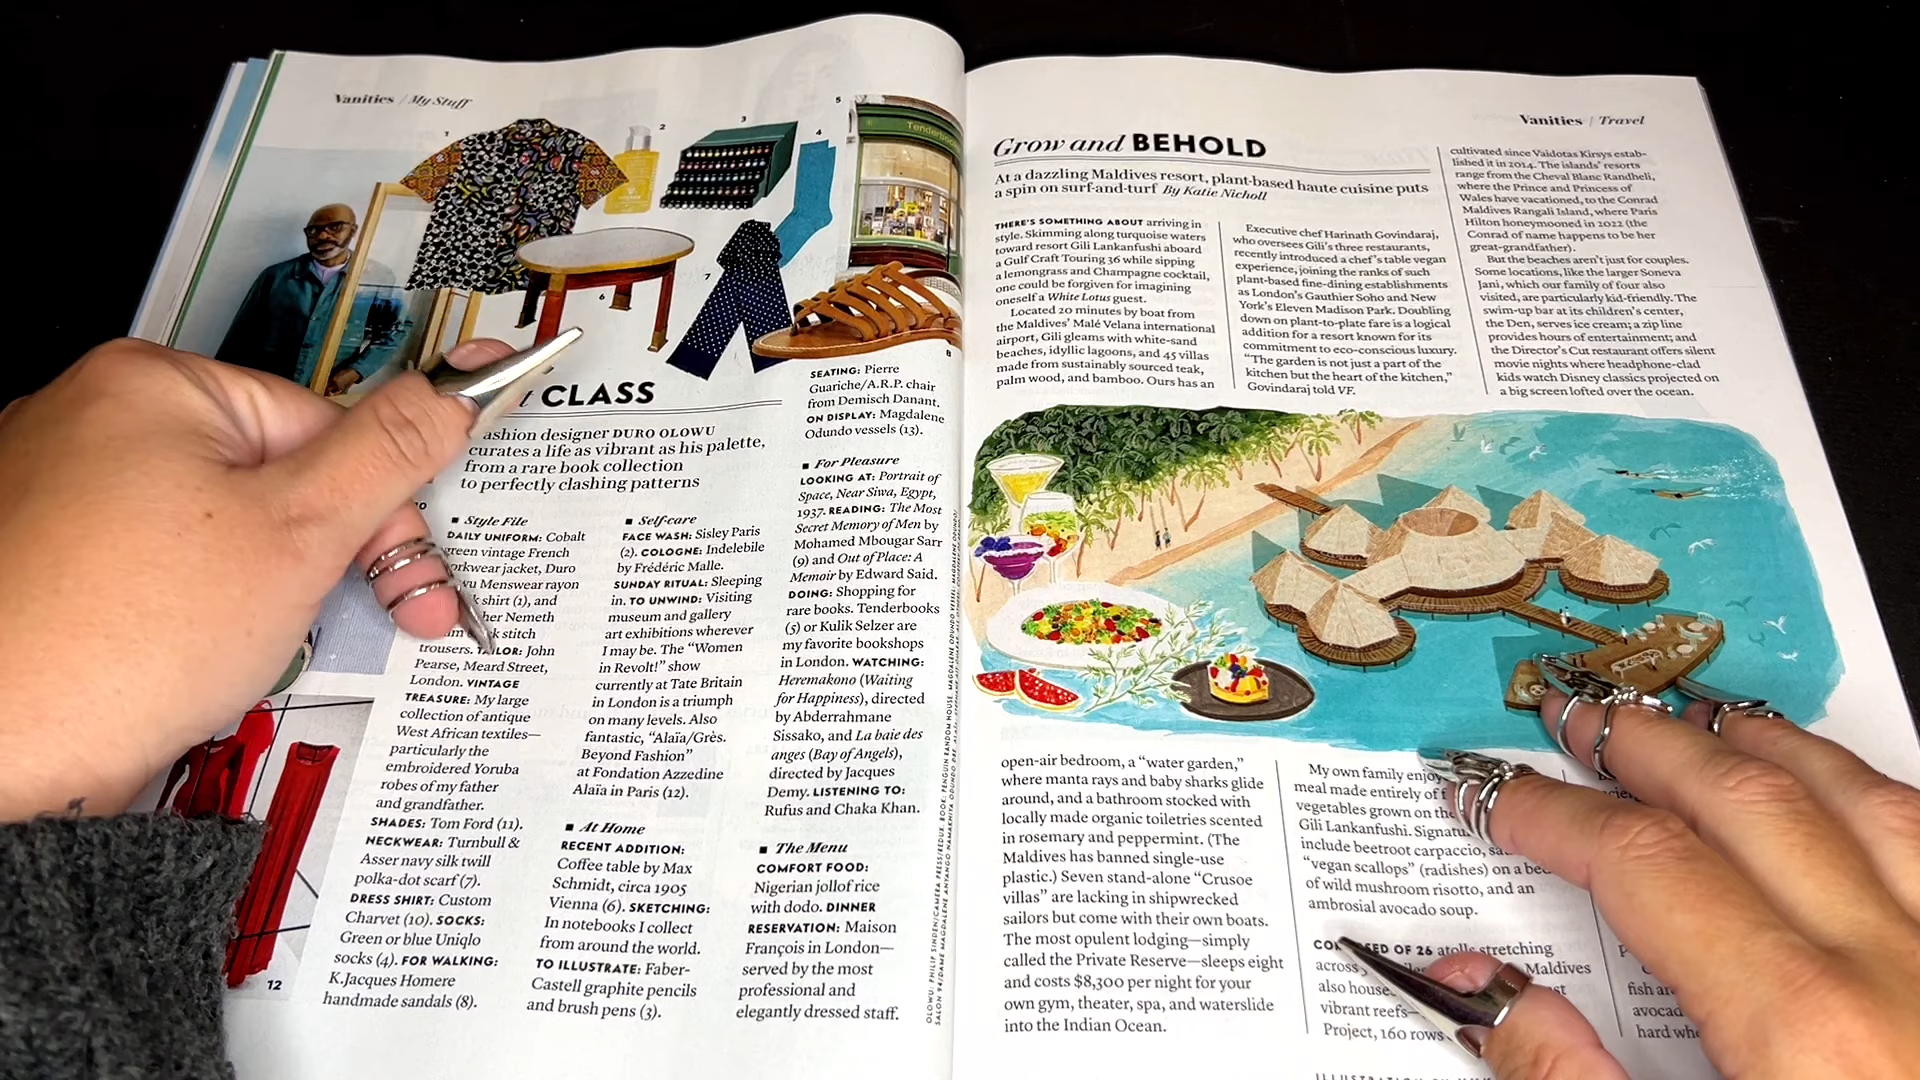 Vanities / My Stuff
1
2
3
4
5
6
7
8
Tenderbooks
CLASS
ashion designer DURO OLOWU
curates a life as vibrant as his palette,
from a rare book collection
to perfectly clashing patterns
■ Style File
DAILY UNIFORM: Cobalt
green vintage French
orkwear jacket, Duro
wu Menswear rayon
k shirt (1), and
her Nemeth
stitch
trousers. TAILOR: John
Pearse, Meard Street,
London. VINTAGE
TREASURE: My large
collection of antique
West African textiles—
particularly the
embroidered Yoruba
robes of my father
and grandfather.
SHADES: Tom Ford (11).
NECKWEAR: Turnbull &
Asser navy silk twill
polka-dot scarf (7).
DRESS SHIRT: Custom
Charvet (10). SOCKS:
Green or blue Uniqlo
socks (4). FOR WALKING:
K.Jacques Homere
handmade sandals (8).
■ Self-care
FACE WASH: Sisley Paris
(2). COLOGNE: Indelebile
by Frédéric Malle.
SUNDAY RITUAL: Sleeping
in. TO UNWIND: Visiting
museum and gallery
art exhibitions wherever
I may be. The “Women
in Revolt!” show
currently at Tate Britain
in London is a triumph
on many levels. Also
fantastic, “Alaïa/Grès.
Beyond Fashion”
at Fondation Azzedine
Alaïa in Paris (12).
■ At Home
RECENT ADDITION:
Coffee table by Max
Schmidt, circa 1905
Vienna (6). SKETCHING:
In notebooks I collect
from around the world.
TO ILLUSTRATE: Faber-
Castell graphite pencils
and brush pens (3).
SEATING: Pierre
Guariche/A.R.P. chair
from Demisch Danant.
ON DISPLAY: Magdalene
Odundo vessels (13).
■ For Pleasure
LOOKING AT: Portrait of
Space, Near Siwa, Egypt,
1937. READING: The Most
Secret Memory of Men by
Mohamed Mbougar Sarr
(9) and Out of Place: A
Memoir by Edward Said.
DOING: Shopping for
rare books. Tenderbooks
(5) or Kulik Selzer are
my favorite bookshops
in London. WATCHING:
Heremakono (Waiting
for Happiness), directed
by Abderrahmane
Sissako, and La baie des
anges (Bay of Angels),
directed by Jacques
Demy. LISTENING TO:
Rufus and Chaka Khan.
■ The Menu
COMFORT FOOD:
Nigerian jollof rice
with dodo. DINNER
RESERVATION: Maison
François in London—
served by the most
professional and
elegantly dressed staff.
12
Vanities / Travel
Grow and BEHOLD
At a dazzling Maldives resort, plant-based haute cuisine puts
a spin on surf-and-turf By Katie Nicholl
THERE’S SOMETHING ABOUT arriving in
style. Skimming along turquoise waters
toward resort Gili Lankanfushi aboard
a Gulf Craft Touring 36 while sipping
a lemongrass and Champagne cocktail,
one could be forgiven for imagining
oneself a White Lotus guest.
Located 20 minutes by boat from
the Maldives’ Malé Velana international
airport, Gili gleams with white-sand
beaches, idyllic lagoons, and 45 villas
made from sustainably sourced teak,
palm wood, and bamboo. Ours has an
Executive chef Harinath Govindaraj,
who oversees Gili’s three restaurants,
recently introduced a chef’s table vegan
experience, joining the ranks of such
plant-based fine-dining establishments
as London’s Gauthier Soho and New
York’s Eleven Madison Park. Doubling
down on plant-to-plate fare is a logical
addition for a resort known for its
commitment to eco-conscious luxury.
“The garden is not just a part of the
kitchen but the heart of the kitchen,”
Govindaraj told VF.
cultivated since Vaidotas Kirsys estab-
lished it in 2014. The islands’ resorts
range from the Cheval Blanc Randheli,
where the Prince and Princess of
Wales have vacationed, to the Conrad
Maldives Rangali Island, where Paris
Hilton honeymooned in 2022 (the
Conrad of name happens to be her
great-grandfather).
But the beaches aren’t just for couples.
Some locations, like the larger Soneva
Jani, which our family of four also
visited, are particularly kid-friendly. The
swim-up bar at its children’s center,
the Den, serves ice cream; a zip line
provides hours of entertainment; and
the Director’s Cut restaurant offers silent
movie nights where headphone-clad
kids watch Disney classics projected on
a big screen lofted over the ocean.
open-air bedroom, a “water garden,”
where manta rays and baby sharks glide
around, and a bathroom stocked with
locally made organic toiletries scented
in rosemary and peppermint. (The
Maldives has banned single-use
plastic.) Seven stand-alone “Crusoe
villas” are lacking in shipwrecked
sailors but come with their own boats.
The most opulent lodging—simply
called the Private Reserve—sleeps eight
and costs $8,300 per night for your
own gym, theater, spa, and waterslide
into the Indian Ocean.
My own family enjoy
meal made entirely of f
vegetables grown on the
Gili Lankanfushi. Signatu
include beetroot carpaccio, sa
“vegan scallops” (radishes) on a bed
of wild mushroom risotto, and an
ambrosial avocado soup.
OF 26 atolls stretching
across Maldives
also house
vibrant reefs—
Project, 160 rows
fish ar
avocad
hard wh